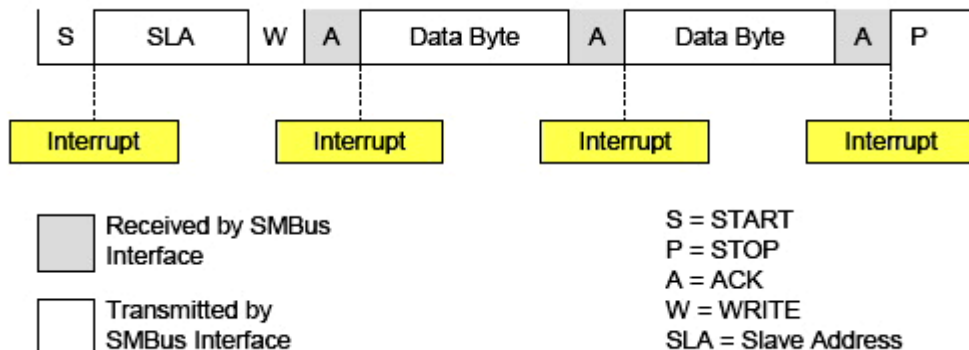 S SLA W A Data Byte A Data Byte A P
Interrupt Interrupt Interrupt Interrupt
Received by SMBus
Interface
Transmitted by
SMBus Interface
S = START
P = STOP
A = ACK
W = WRITE
SLA = Slave Address